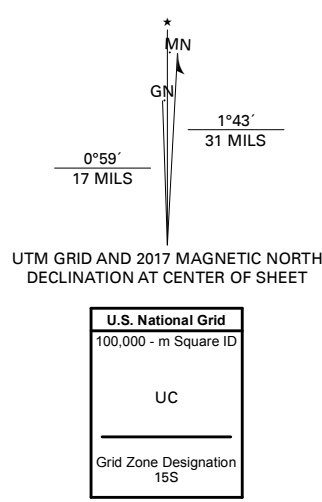 ★
MN
GN
1°43´
31 MILS
0°59´
17 MILS
UTM GRID AND 2017 MAGNETIC NORTH
DECLINATION AT CENTER OF SHEET
U.S. National Grid
100,000 - m Square ID
UC
Grid Zone Designation
15S